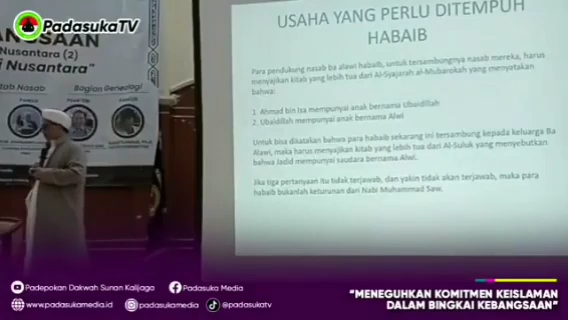 PadasukaTV
ANGSAAN
Nusantara (2)
i Nusantara"
tab Nasab
Bagian Geneologi
USAHA YANG PERLU DITEMPUH
HABAIB
Para pendukung nasab ba alawi habaib, untuk tersambungnya nasab mereka, harus
menyajikan kitab yang lebih tua dari Al-Syajarah al-Mubarokah yang menyatakan
bahwa:
1. Ahmad bin Isa mempunyai anak bernama Ubaidillah
2. Ubaidillah mempunyai anak bernama Alwi
Untuk bisa dikatakan bahwa para habaib sekarang ini tersambung kepada keluarga Ba
Alawi, maka harus menyajikan kitab yang lebih tua dari Al-Suluk yang menyebutkan
bahwa Jadid mempunyai saudara bernama Alwi.
Jika tiga pertanyaan itu tidak terjawab, dan yakin tidak akan terjawab, maka para
habaib bukanlah keturunan dari Nabi Muhammad Saw.
Padepokan Dakwah Sunan Kalijaga
Padasuka Media
www.padasukamedia.id
padasukamedia.id
padasukatv
"MENEGUHKAN KOMITMEN KEISLAMAN
DALAM BINGKAI KEBANGSAAN"